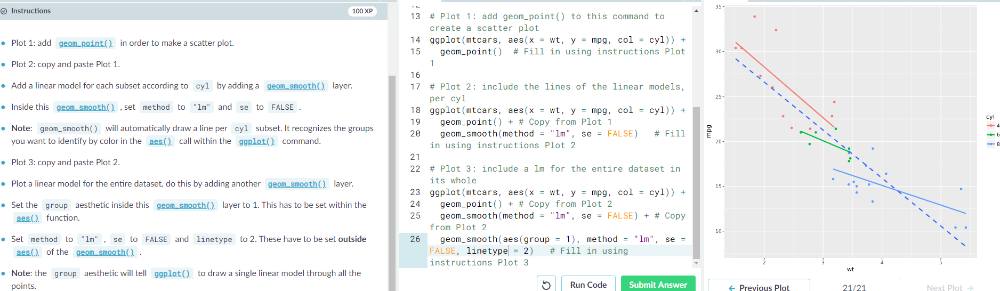 Instructions
100 XP
Plot 1: add geom_point() in order to make a scatter plot.
Plot 2: copy and paste Plot 1.
Add a linear model for each subset according to cyl by adding a geom_smooth() layer.
Inside this geom_smooth() , set method to "lm" and se to FALSE .
Note: geom_smooth() will automatically draw a line per cyl subset. It recognizes the groups
you want to identify by color in the aes() call within the ggplot() command.
Plot 3: copy and paste Plot 2.
Plot a linear model for the entire dataset, do this by adding another geom_smooth() layer.
Set the group aesthetic inside this geom_smooth() layer to 1. This has to be set within the
aes() function.
Set method to "lm" , se to FALSE and linetype to 2. These have to be set outside
aes() of the geom_smooth() .
Note: the group aesthetic will tell ggplot() to draw a single linear model through all the
points.
12
13 # Plot 1: add geom_point() to this command to
create a scatter plot
14 ggplot(mtcars, aes(x = wt, y = mpg, col = cyl)) +
15 geom_point() # Fill in using instructions Plot
1
16
17 # Plot 2: include the lines of the linear models,
per cyl
18 ggplot(mtcars, aes(x = wt, y = mpg, col = cyl)) +
19 geom_point() + # Copy from Plot 1
20 geom_smooth(method = "lm", se = FALSE) # Fill
in using instructions Plot 2
21
22 # Plot 3: include a lm for the entire dataset in
its whole
23 ggplot(mtcars, aes(x = wt, y = mpg, col = cyl)) +
24 geom_point() + # Copy from Plot 2
25 geom_smooth(method = "lm", se = FALSE) + # Copy
from Plot 2
26 geom_smooth(aes(group = 1), method = "lm", se =
FALSE, linetype = 2) # Fill in using
instructions Plot 3
Run Code
Submit Answer
35
30
25
20
15
10
mpg
2 3 4 5
wt
cyl
4
6
8
← Previous Plot
21/21
Next Plot →